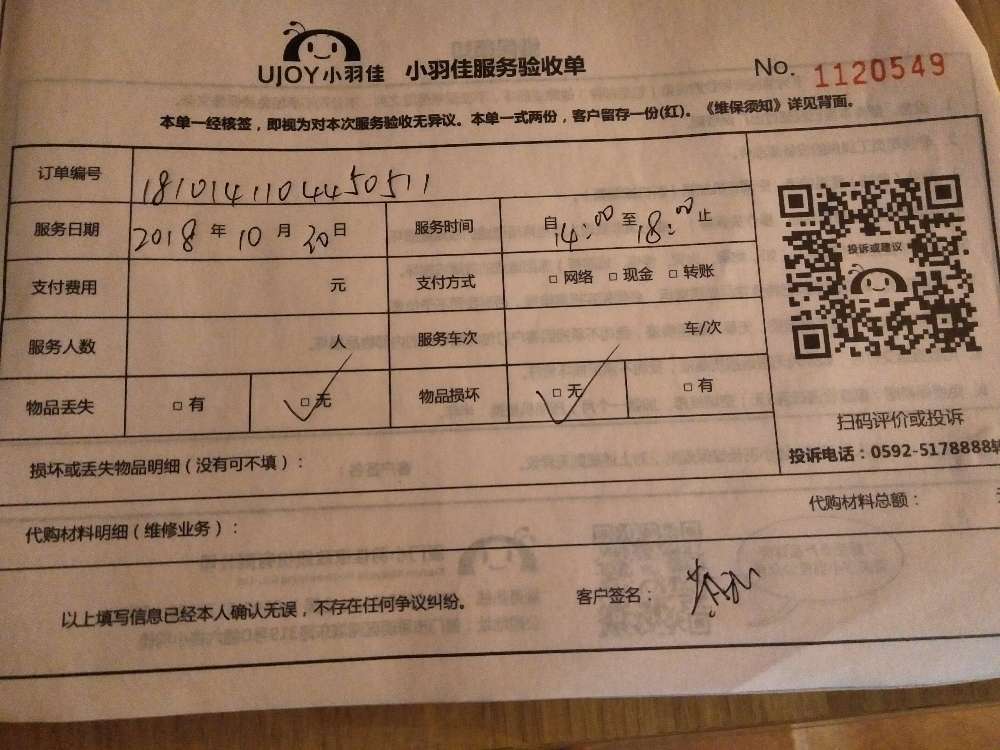 UJOY小羽佳 小羽佳服务验收单 No. 1120549
本单一经核签，即视为对本次服务验收无异议。本单一式两份，客户留存一份(红)。《维保须知》详见背面。
订单编号 1810141104450511
服务日期 2018年10月30日 服务时间 自14:00至18:00止
支付费用 元 支付方式 □网络 □现金 □转账
服务人数 人 服务车次 车/次
物品丢失 □有 □无 物品损坏 □无 □有
投诉或建议
扫码评价或投诉
投诉电话：0592-5178888转
损坏或丢失物品明细（没有可不填）：
代购材料明细（维修业务）： 代购材料总额：
以上填写信息已经本人确认无误，不存在任何争议纠纷。 客户签名：